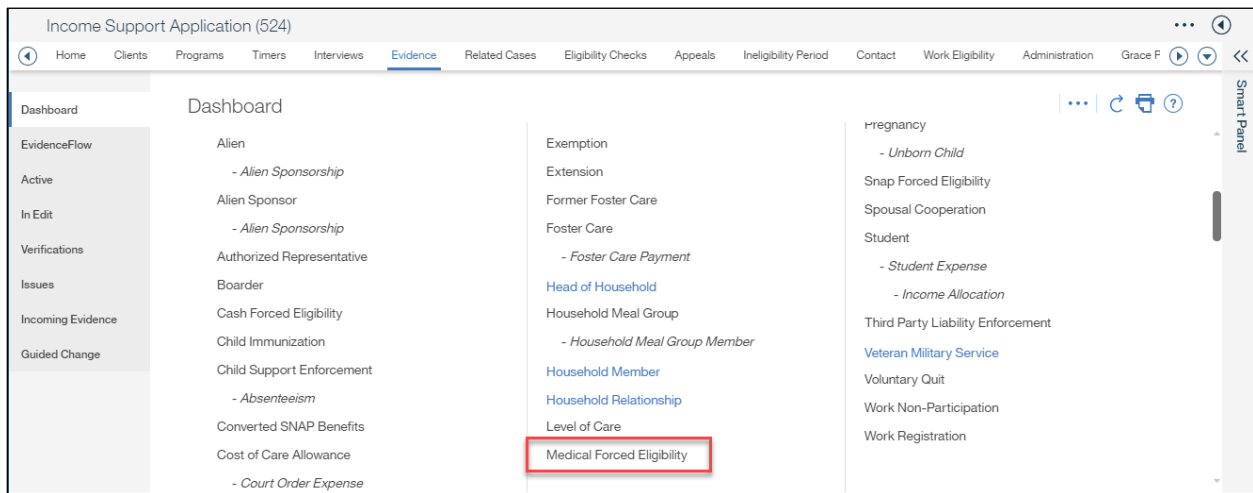 Income Support Application (524)
Home Clients Programs Timers Interviews Evidence Related Cases Eligibility Checks Appeals Ineligibility Period Contact Work Eligibility Administration Grace P
Smart Panel
Dashboard
EvidenceFlow
Active
In Edit
Verifications
Issues
Incoming Evidence
Guided Change
Dashboard
Alien
- Alien Sponsorship
Alien Sponsor
- Alien Sponsorship
Authorized Representative
Boarder
Cash Forced Eligibility
Child Immunization
Child Support Enforcement
- Absenteeism
Converted SNAP Benefits
Cost of Care Allowance
- Court Order Expense
Exemption
Extension
Former Foster Care
Foster Care
- Foster Care Payment
Head of Household
Household Meal Group
- Household Meal Group Member
Household Member
Household Relationship
Level of Care
Medical Forced Eligibility
Pregnancy
- Unborn Child
Snap Forced Eligibility
Spousal Cooperation
Student
- Student Expense
- Income Allocation
Third Party Liability Enforcement
Veteran Military Service
Voluntary Quit
Work Non-Participation
Work Registration